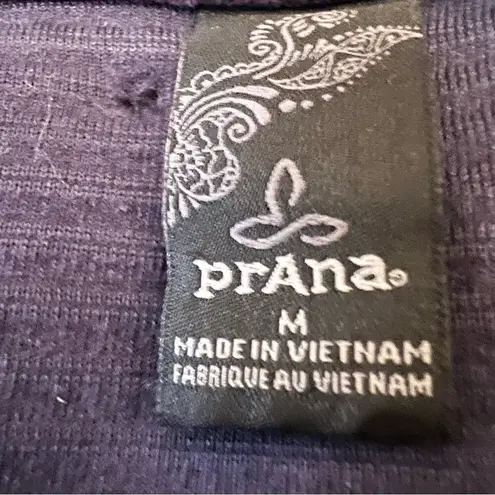 prAna
M
MADE IN VIETNAM
FABRIQUE AU VIETNAM